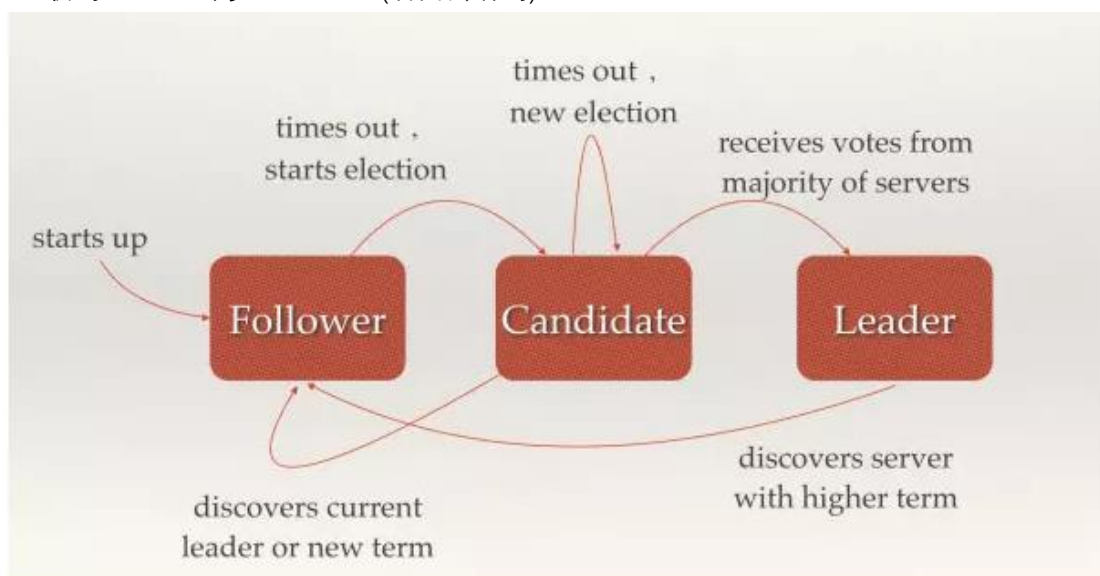 times out ,
new election
times out ,
starts election
receives votes from
majority of servers
starts up
Follower
Candidate
Leader
discovers server
with higher term
discovers current
leader or new term